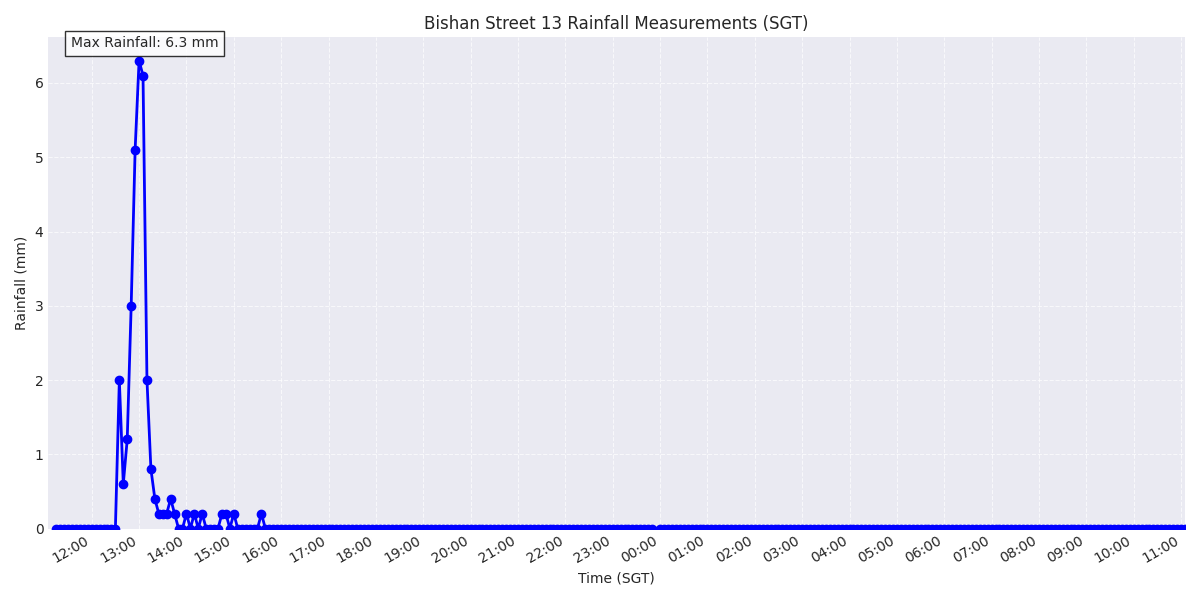 Bishan Street 13 Rainfall Measurements (SGT)
Max Rainfall: 6.3 mm
Rainfall (mm)
6
5
4
3
2
1
0
12:00 13:00 14:00 15:00 16:00 17:00 18:00 19:00 20:00 21:00 22:00 23:00 00:00 01:00 02:00 03:00 04:00 05:00 06:00 07:00 08:00 09:00 10:00 11:00
Time (SGT)